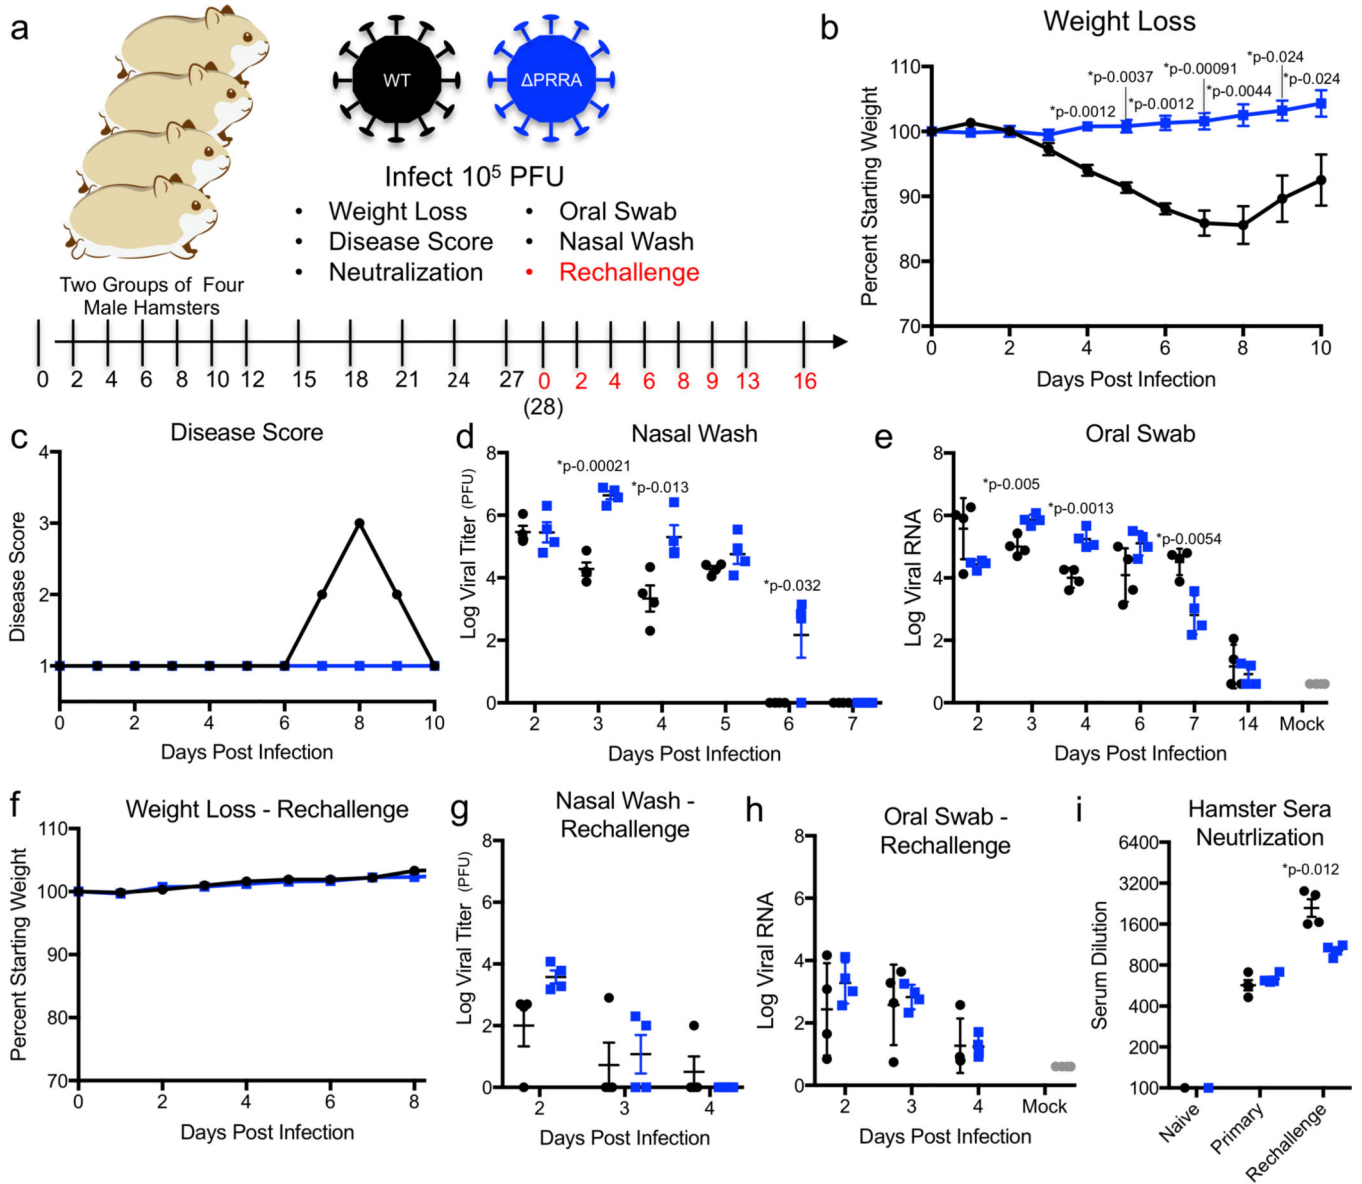 a
WT
ΔPRRA
Infect 10⁵ PFU
• Weight Loss
• Disease Score
• Neutralization
• Oral Swab
• Nasal Wash
• Rechallenge
Two Groups of Four
Male Hamsters
0 2 4 6 8 10 12 15 18 21 24 27 0 2 4 6 8 9 13 16
(28)
b
Weight Loss
*p-0.0012
*p-0.0037
*p-0.0012
*p-0.00091
*p-0.0044
*p-0.024
*p-0.024
Percent Starting Weight
110
100
90
80
70
0 2 4 6 8 10
Days Post Infection
c
Disease Score
Disease Score
4
3
2
1
0 2 4 6 8 10
Days Post Infection
d
Nasal Wash
*p-0.00021
*p-0.013
*p-0.032
Log Viral Titer (PFU)
8
6
4
2
0
2 3 4 5 6 7
Days Post Infection
e
Oral Swab
*p-0.005
*p-0.0013
*p-0.0054
Log Viral RNA
8
6
4
2
0
2 3 4 6 7 14 Mock
Days Post Infection
f
Weight Loss - Rechallenge
Percent Starting Weight
110
100
90
80
70
0 2 4 6 8
Days Post Infection
g
Nasal Wash -
Rechallenge
Log Viral Titer (PFU)
8
6
4
2
0
2 3 4
Days Post Infection
h
Oral Swab -
Rechallenge
Log Viral RNA
8
6
4
2
0
2 3 4 Mock
Days Post Infection
i
Hamster Sera
Neutrlization
*p-0.012
Serum Dilution
6400
3200
1600
800
400
200
100
Naive
Primary
Rechallenge